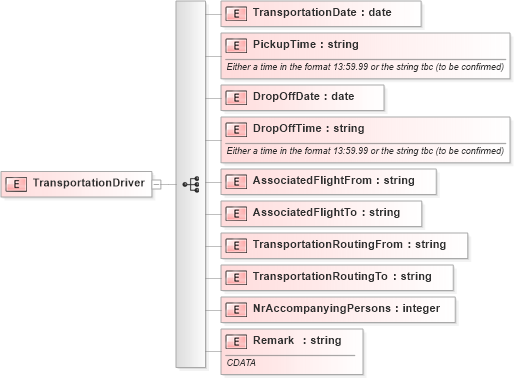 E TransportationDate : date
E PickupTime : string
Either a time in the format 13:59.99 or the string tbc (to be confirmed)
E DropOffDate : date
E DropOffTime : string
Either a time in the format 13:59.99 or the string tbc (to be confirmed)
E TransportationDriver
E AssociatedFlightFrom : string
E AssociatedFlightTo : string
E TransportationRoutingFrom : string
E TransportationRoutingTo : string
E NrAccompanyingPersons : integer
E Remark : string
CDATA